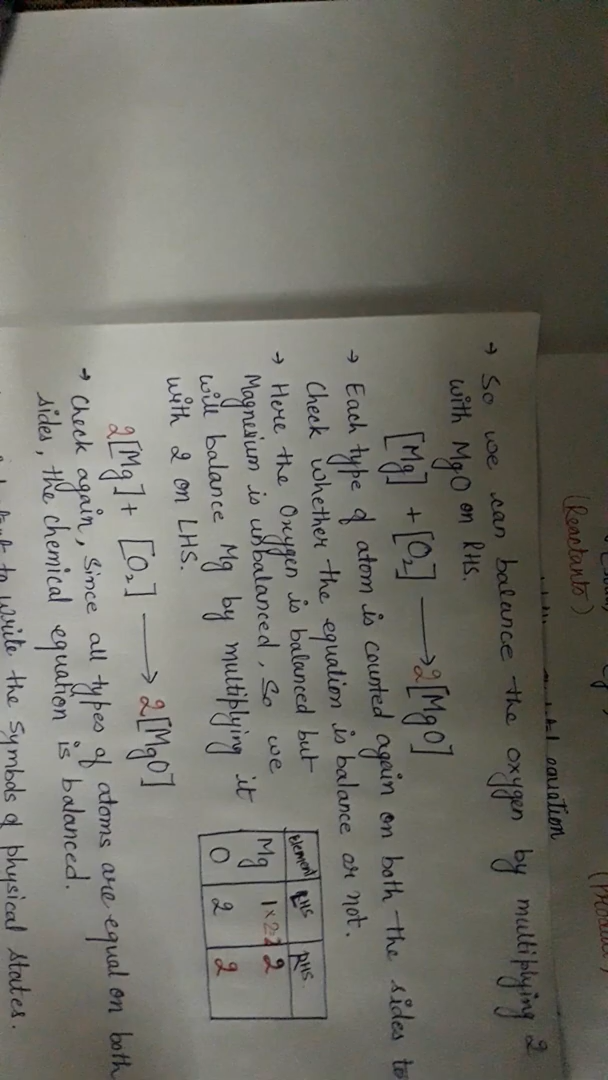 (Reactants)
equation
→ So we can balance the oxygen by multiplying 2
with MgO on RHS.
[Mg] + [O₂] ⟶ 2[MgO]
→ Each type of atom is counted again on both the sides to
Check whether the equation is balance or not.
→ Here the Oxygen is balanced but
Magnesium is unbalanced, So we
will balance Mg by multiplying it
with 2 on LHS.
Element LHS RHS.
Mg 1×2=2 2
O 2 2
2[Mg] + [O₂] ⟶ 2[MgO]
→ Check again, Since all types of atoms are equal on both
sides, the chemical equation is balanced.
to write the symbols of physical states.